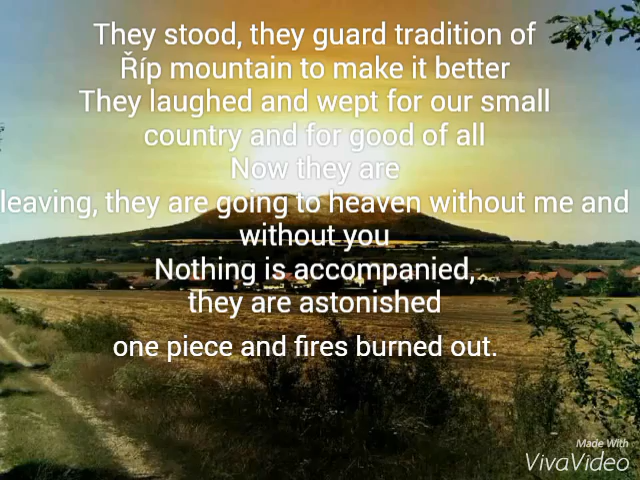 They stood, they guard tradition of
Říp mountain to make it better
They laughed and wept for our small
country and for good of all
Now they are
leaving, they are going to heaven without me and
without you
Nothing is accompanied,
they are astonished
one piece and fires burned out.
Made With
VivaVideo